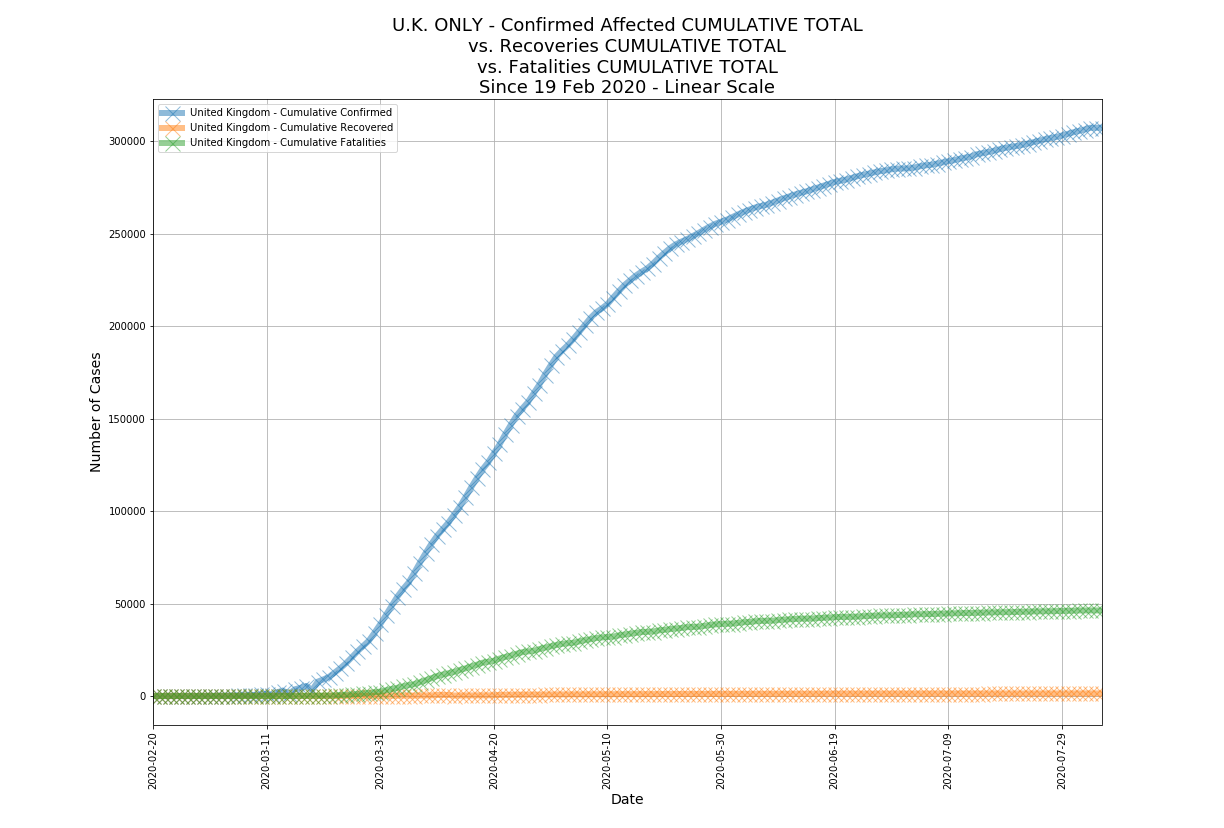 U.K. ONLY - Confirmed Affected CUMULATIVE TOTAL
vs. Recoveries CUMULATIVE TOTAL
vs. Fatalities CUMULATIVE TOTAL
Since 19 Feb 2020 - Linear Scale
United Kingdom - Cumulative Confirmed
United Kingdom - Cumulative Recovered
United Kingdom - Cumulative Fatalities
Number of Cases
300000
250000
200000
150000
100000
50000
0
2020-02-20
2020-03-11
2020-03-31
2020-04-20
2020-05-10
2020-05-30
2020-06-19
2020-07-09
2020-07-29
Date